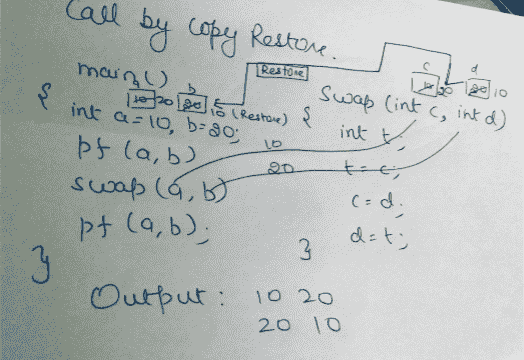 Call by Copy Restore.
Restore
c d
10 20 20 10
main() b
{ 10 20 20 10 (Restore)
int a=10, b=20;
pf (a,b)
swap (a,b)
pf (a,b);
}
10
20
Swap (int c, int d)
{ int t;
t = c;
c = d;
d = t;
}
Output : 10 20
20 10